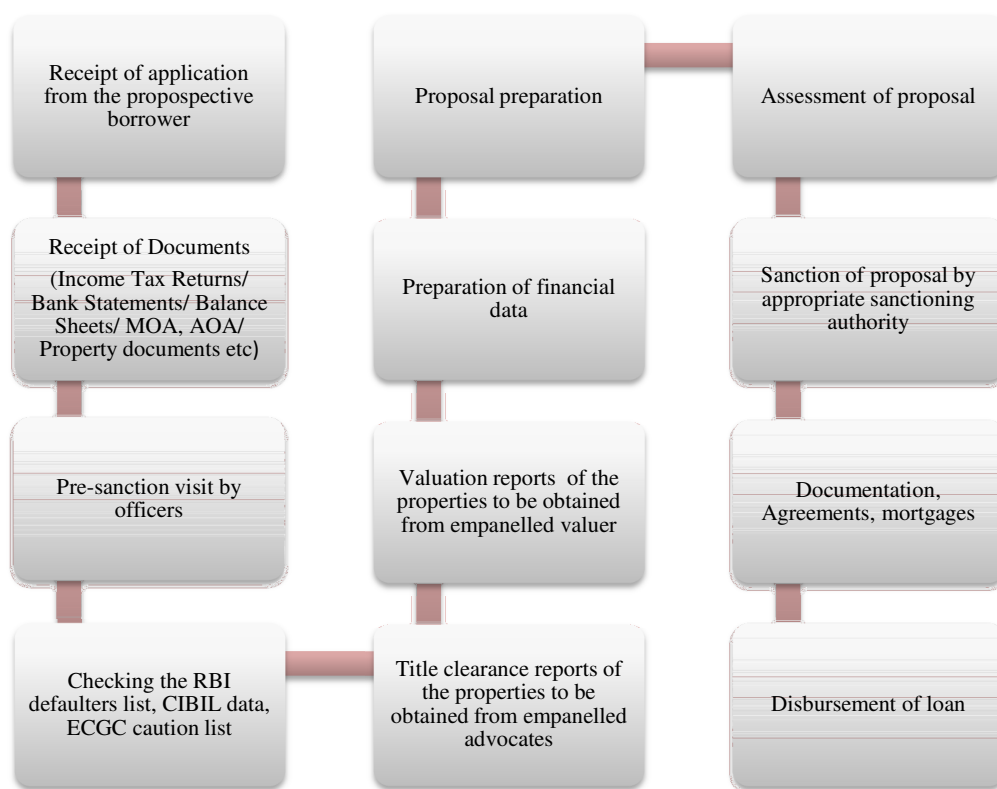 Receipt of application
from the propospective
borrower
Receipt of Documents
(Income Tax Returns/
Bank Statements/ Balance
Sheets/ MOA, AOA/
Property documents etc)
Pre-sanction visit by
officers
Checking the RBI
defaulters list, CIBIL data,
ECGC caution list
Title clearance reports of
the properties to be
obtained from empanelled
advocates
Valuation reports of the
properties to be obtained
from empanelled valuer
Preparation of financial
data
Proposal preparation
Assessment of proposal
Sanction of proposal by
appropriate sanctioning
authority
Documentation,
Agreements, mortgages
Disbursement of loan